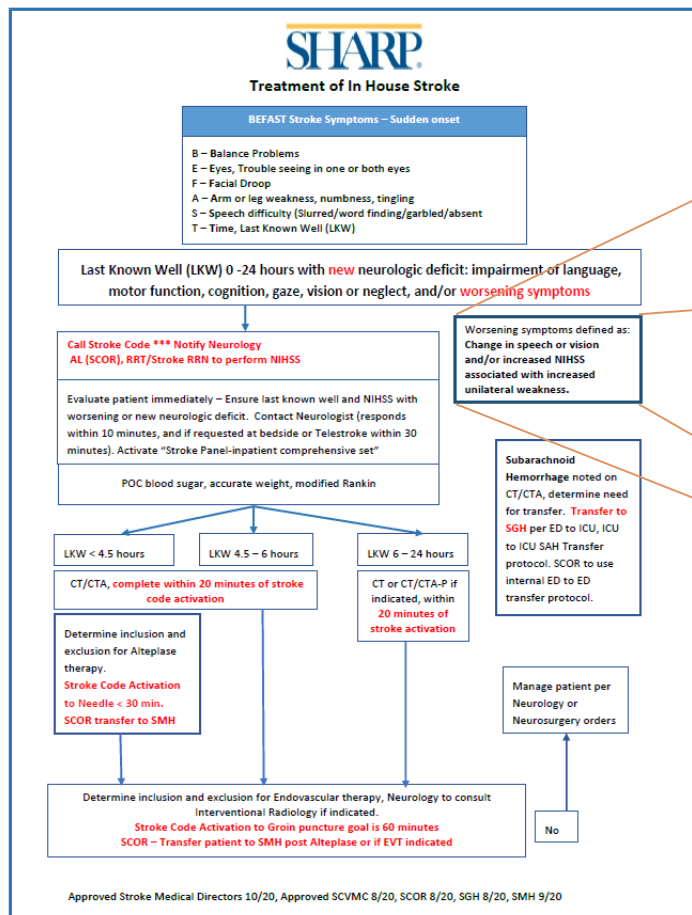 SHARP
Treatment of In House Stroke
BEFAST Stroke Symptoms – Sudden onset
B – Balance Problems
E – Eyes, Trouble seeing in one or both eyes
F – Facial Droop
A – Arm or leg weakness, numbness, tingling
S – Speech difficulty (Slurred/word finding/garbled/absent
T – Time, Last Known Well (LKW)
Last Known Well (LKW) 0 -24 hours with new neurologic deficit: impairment of language,
motor function, cognition, gaze, vision or neglect, and/or worsening symptoms
Call Stroke Code *** Notify Neurology
AL (SCOR), RRT/Stroke RRN to perform NIHSS
Evaluate patient immediately – Ensure last known well and NIHSS with
worsening or new neurologic deficit. Contact Neurologist (responds
within 10 minutes, and if requested at bedside or Telestroke within 30
minutes). Activate “Stroke Panel-inpatient comprehensive set”
POC blood sugar, accurate weight, modified Rankin
Worsening symptoms defined as:
Change in speech or vision
and/or increased NIHSS
associated with increased
unilateral weakness.
Subarachnoid
Hemorrhage noted on
CT/CTA, determine need
for transfer. Transfer to
SGH per ED to ICU, ICU
to ICU SAH Transfer
protocol. SCOR to use
internal ED to ED
transfer protocol.
LKW < 4.5 hours
LKW 4.5 – 6 hours
LKW 6 – 24 hours
CT/CTA, complete within 20 minutes of stroke
code activation
CT or CT/CTA-P if
indicated, within
20 minutes of
stroke activation
Determine inclusion and
exclusion for Alteplase
therapy.
Stroke Code Activation
to Needle < 30 min.
SCOR transfer to SMH
Manage patient per
Neurology or
Neurosurgery orders
Determine inclusion and exclusion for Endovascular therapy, Neurology to consult
Interventional Radiology if indicated.
Stroke Code Activation to Groin puncture goal is 60 minutes
SCOR – Transfer patient to SMH post Alteplase or if EVT indicated
No
Approved Stroke Medical Directors 10/20, Approved SCVMC 8/20, SCOR 8/20, SGH 8/20, SMH 9/20